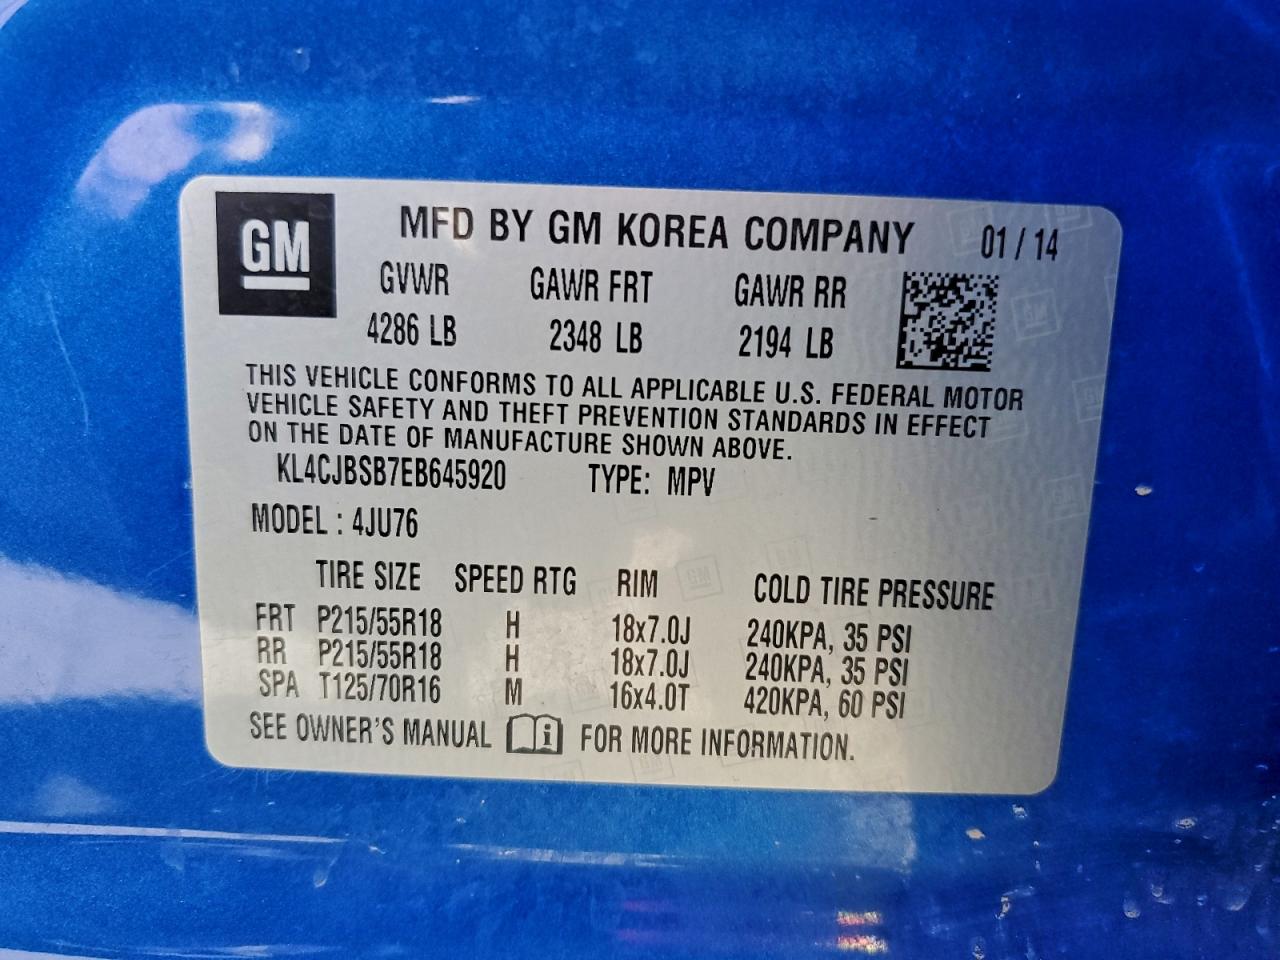 GM
MFD BY GM KOREA COMPANY 01 / 14
GVWR GAWR FRT GAWR RR
4286 LB 2348 LB 2194 LB
THIS VEHICLE CONFORMS TO ALL APPLICABLE U.S. FEDERAL MOTOR
VEHICLE SAFETY AND THEFT PREVENTION STANDARDS IN EFFECT
ON THE DATE OF MANUFACTURE SHOWN ABOVE.
KL4CJBSB7EB645920 TYPE: MPV
MODEL : 4JU76
TIRE SIZE SPEED RTG RIM COLD TIRE PRESSURE
FRT P215/55R18 H 18x7.0J 240KPA, 35 PSI
RR P215/55R18 H 18x7.0J 240KPA, 35 PSI
SPA T125/70R16 M 16x4.0T 420KPA, 60 PSI
SEE OWNER'S MANUAL i FOR MORE INFORMATION.